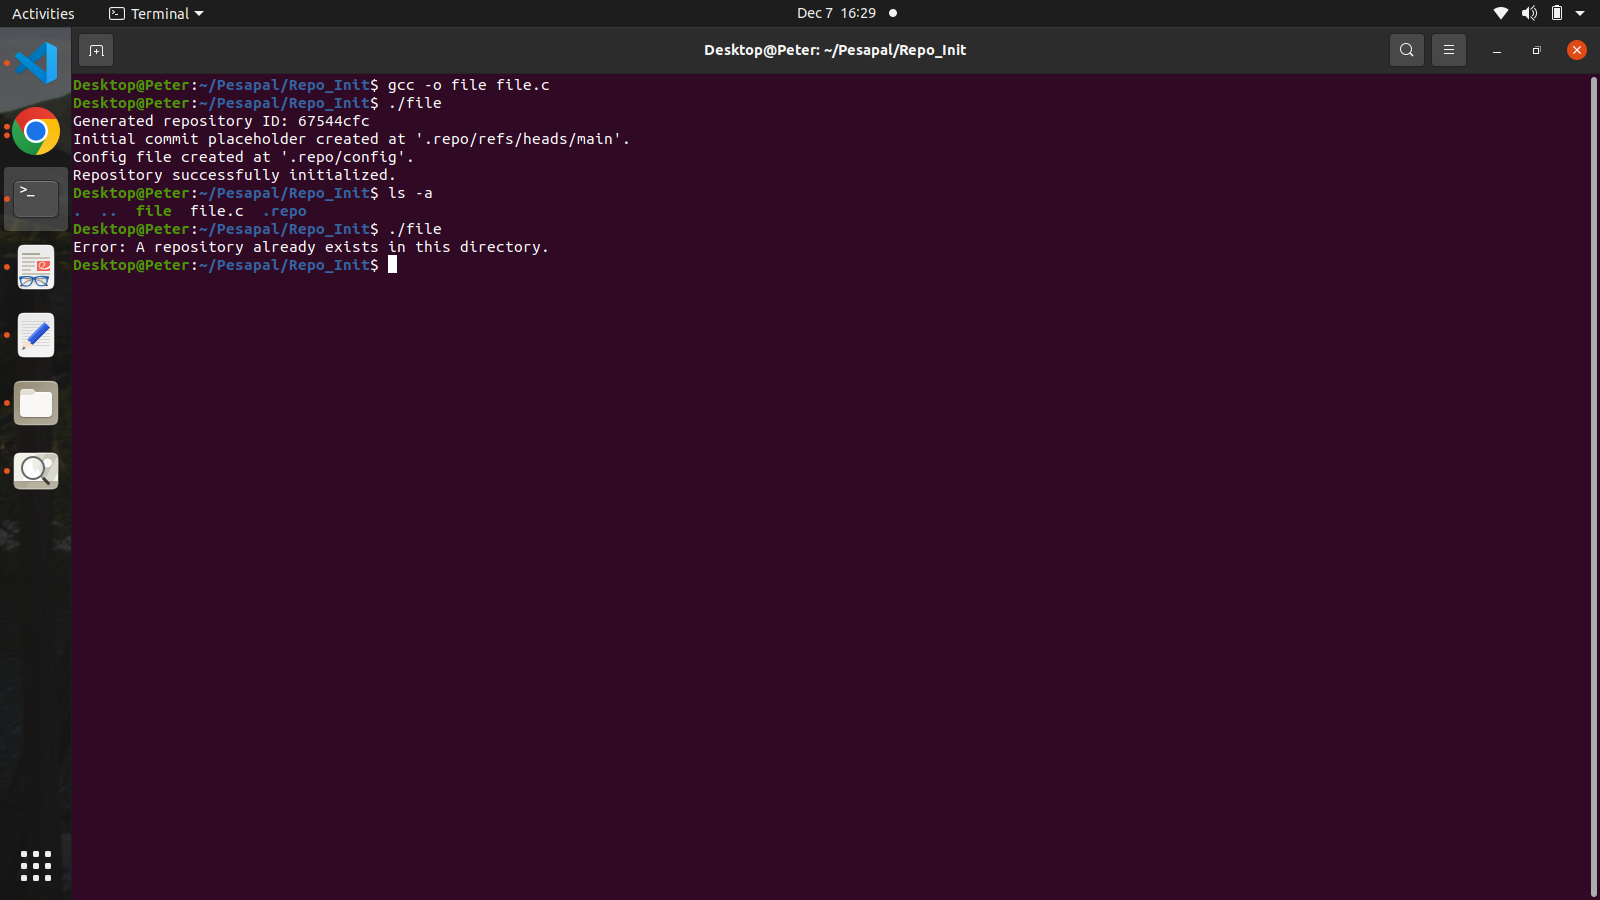 Activities Terminal Dec 7 16:29
Desktop@Peter: ~/Pesapal/Repo_Init
Desktop@Peter:~/Pesapal/Repo_Init$ gcc -o file file.c
Desktop@Peter:~/Pesapal/Repo_Init$ ./file
Generated repository ID: 67544cfc
Initial commit placeholder created at '.repo/refs/heads/main'.
Config file created at '.repo/config'.
Repository successfully initialized.
Desktop@Peter:~/Pesapal/Repo_Init$ ls -a
. .. file file.c .repo
Desktop@Peter:~/Pesapal/Repo_Init$ ./file
Error: A repository already exists in this directory.
Desktop@Peter:~/Pesapal/Repo_Init$